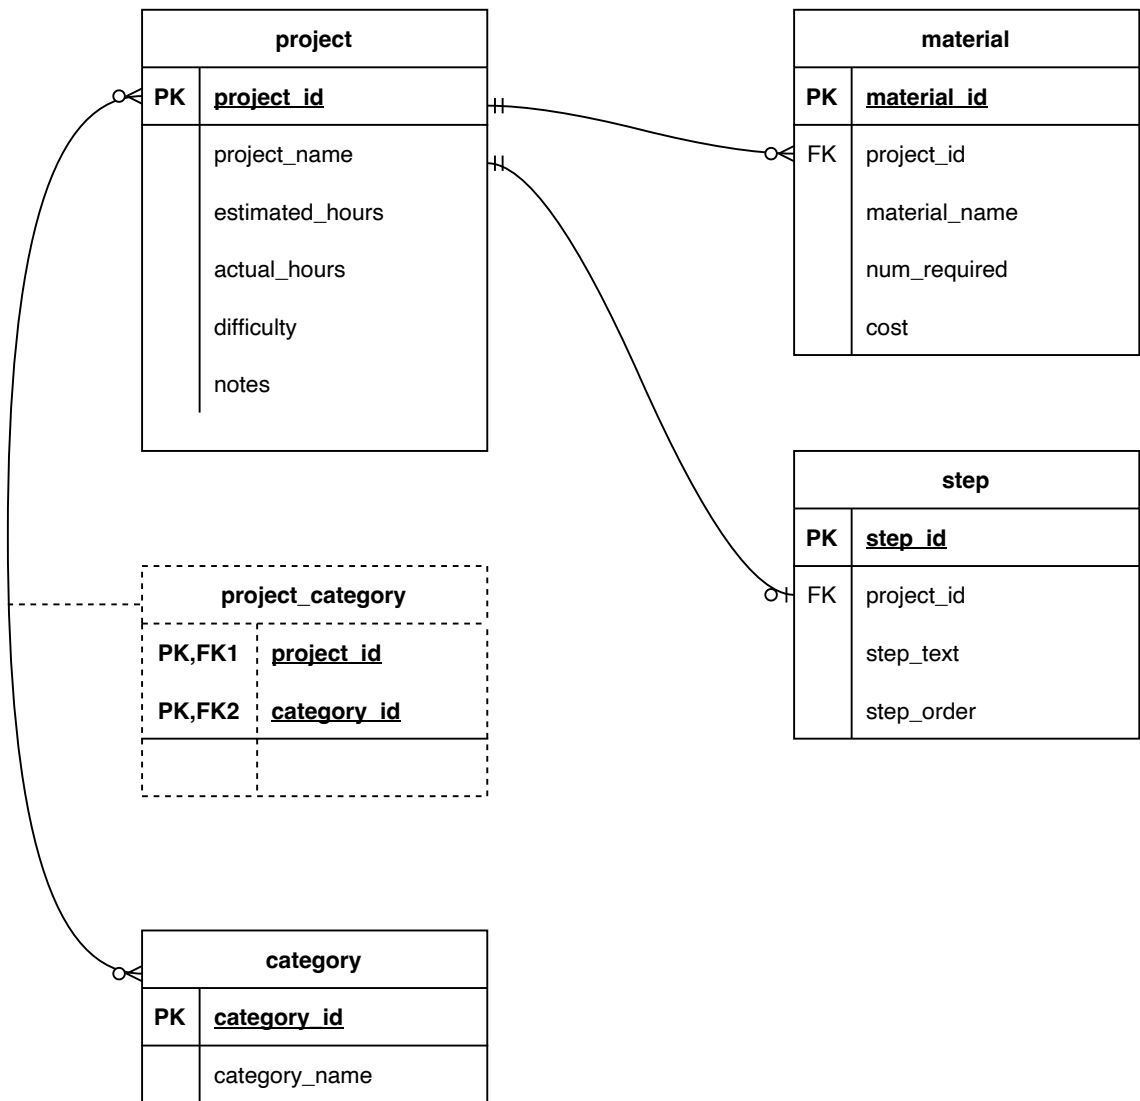 project
PK project_id
project_name
estimated_hours
actual_hours
difficulty
notes
material
PK material_id
FK project_id
material_name
num_required
cost
step
PK step_id
FK project_id
step_text
step_order
project_category
PK,FK1 project_id
PK,FK2 category_id
category
PK category_id
category_name